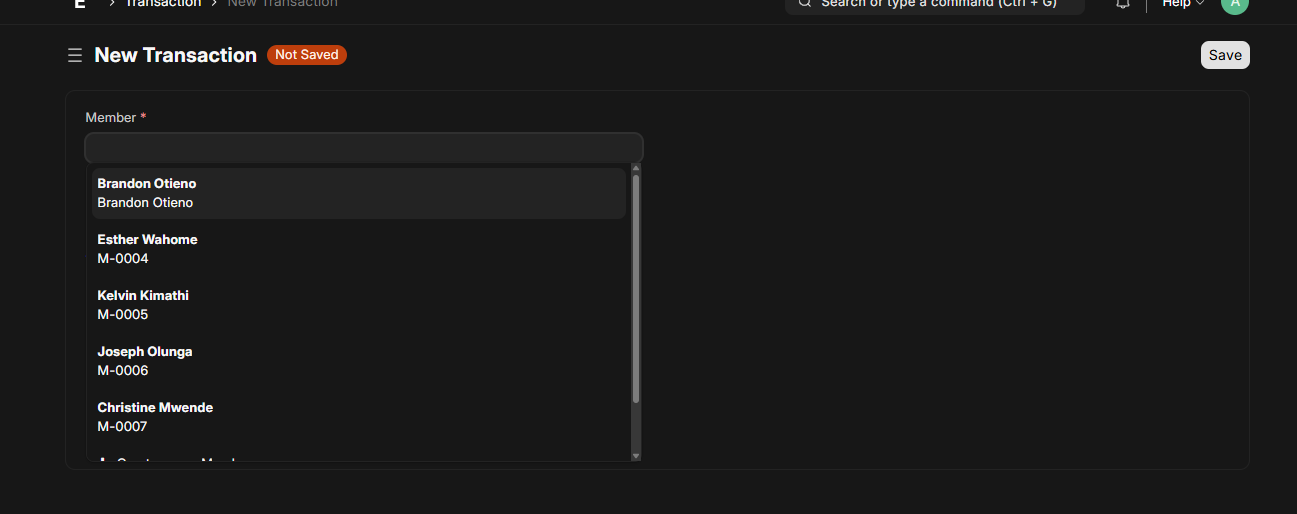 E > Transaction > New Transaction
Search or type a command (Ctrl + G)
Help
A
New Transaction
Not Saved
Save
Member *
Brandon Otieno
Brandon Otieno
Esther Wahome
M-0004
Kelvin Kimathi
M-0005
Joseph Olunga
M-0006
Christine Mwende
M-0007